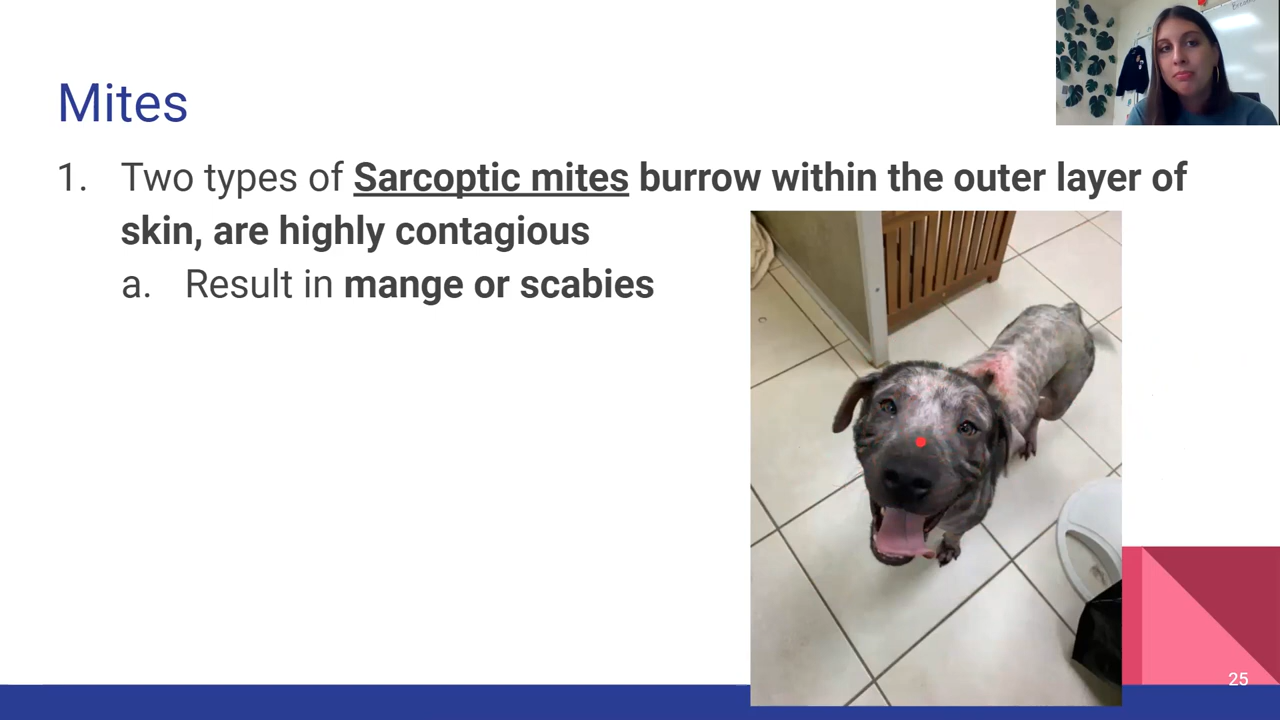 Mites
1. Two types of Sarcoptic mites burrow within the outer layer of
skin, are highly contagious
a. Result in mange or scabies
25